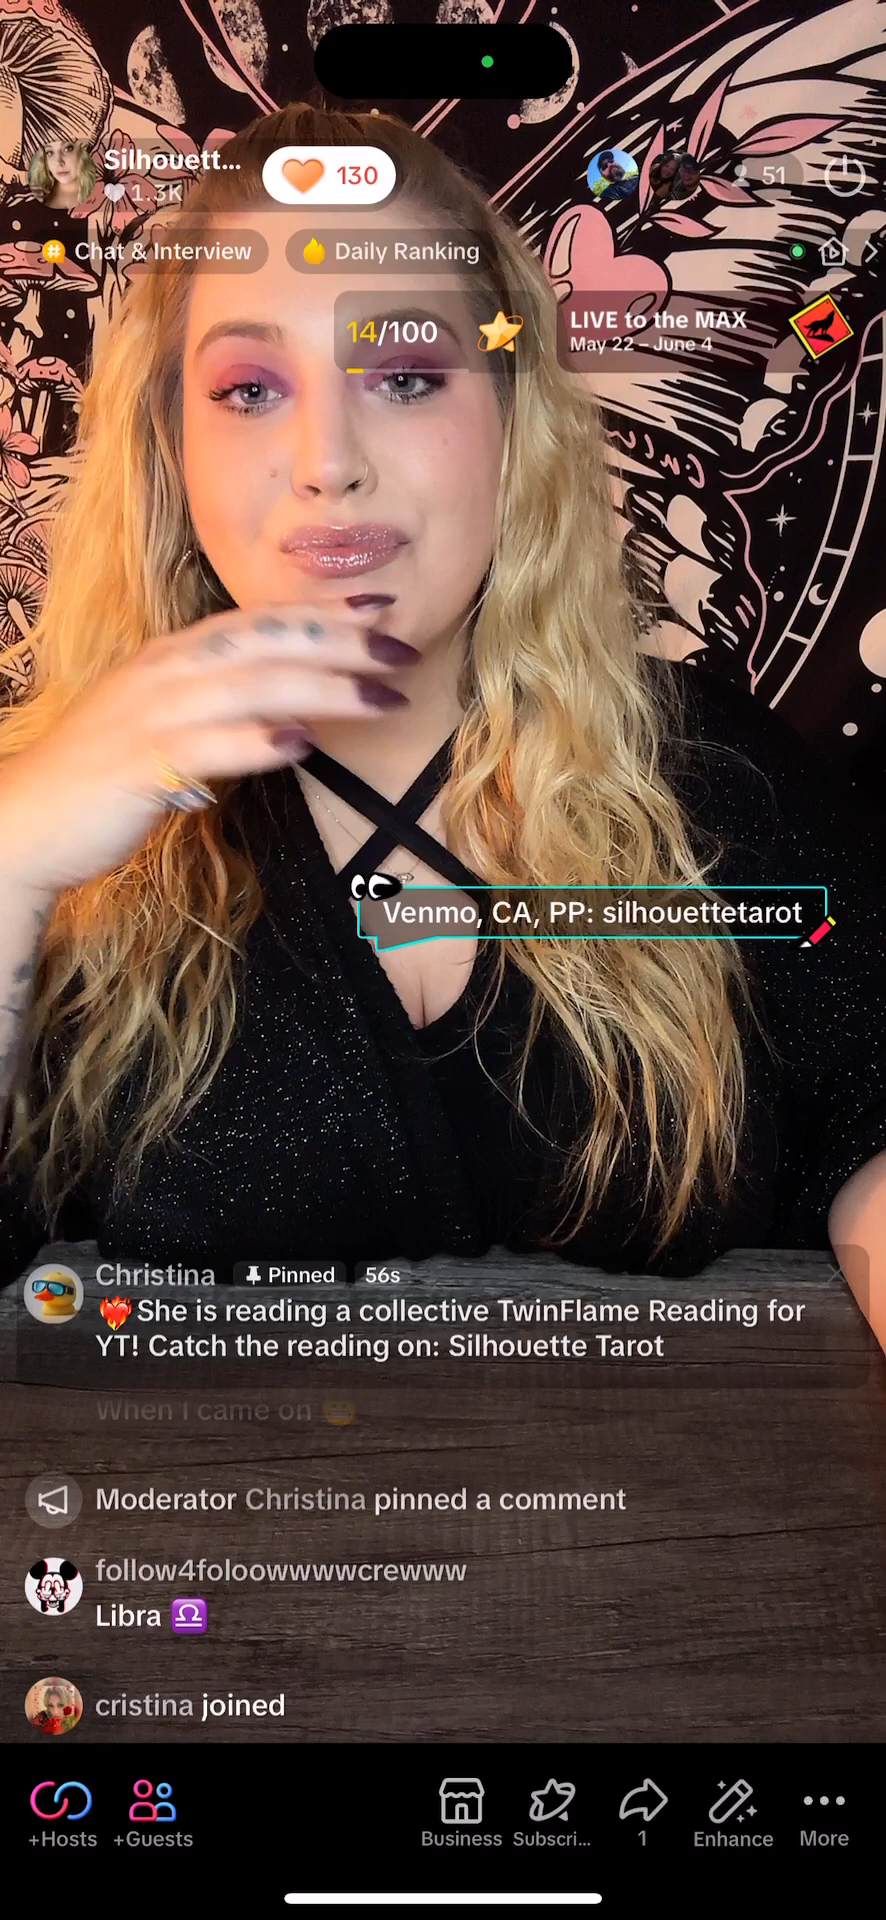 Silhouett...
1.3K
130
51
Chat & Interview
Daily Ranking
14/100
LIVE to the MAX
May 22 – June 4
Venmo, CA, PP: silhouettetarot
Christina
Pinned
56s
She is reading a collective TwinFlame Reading for
YT! Catch the reading on: Silhouette Tarot
When I came on
Moderator Christina pinned a comment
follow4foloowwwwcrewww
Libra
cristina joined
+Hosts
+Guests
Business
Subscri...
1
Enhance
More